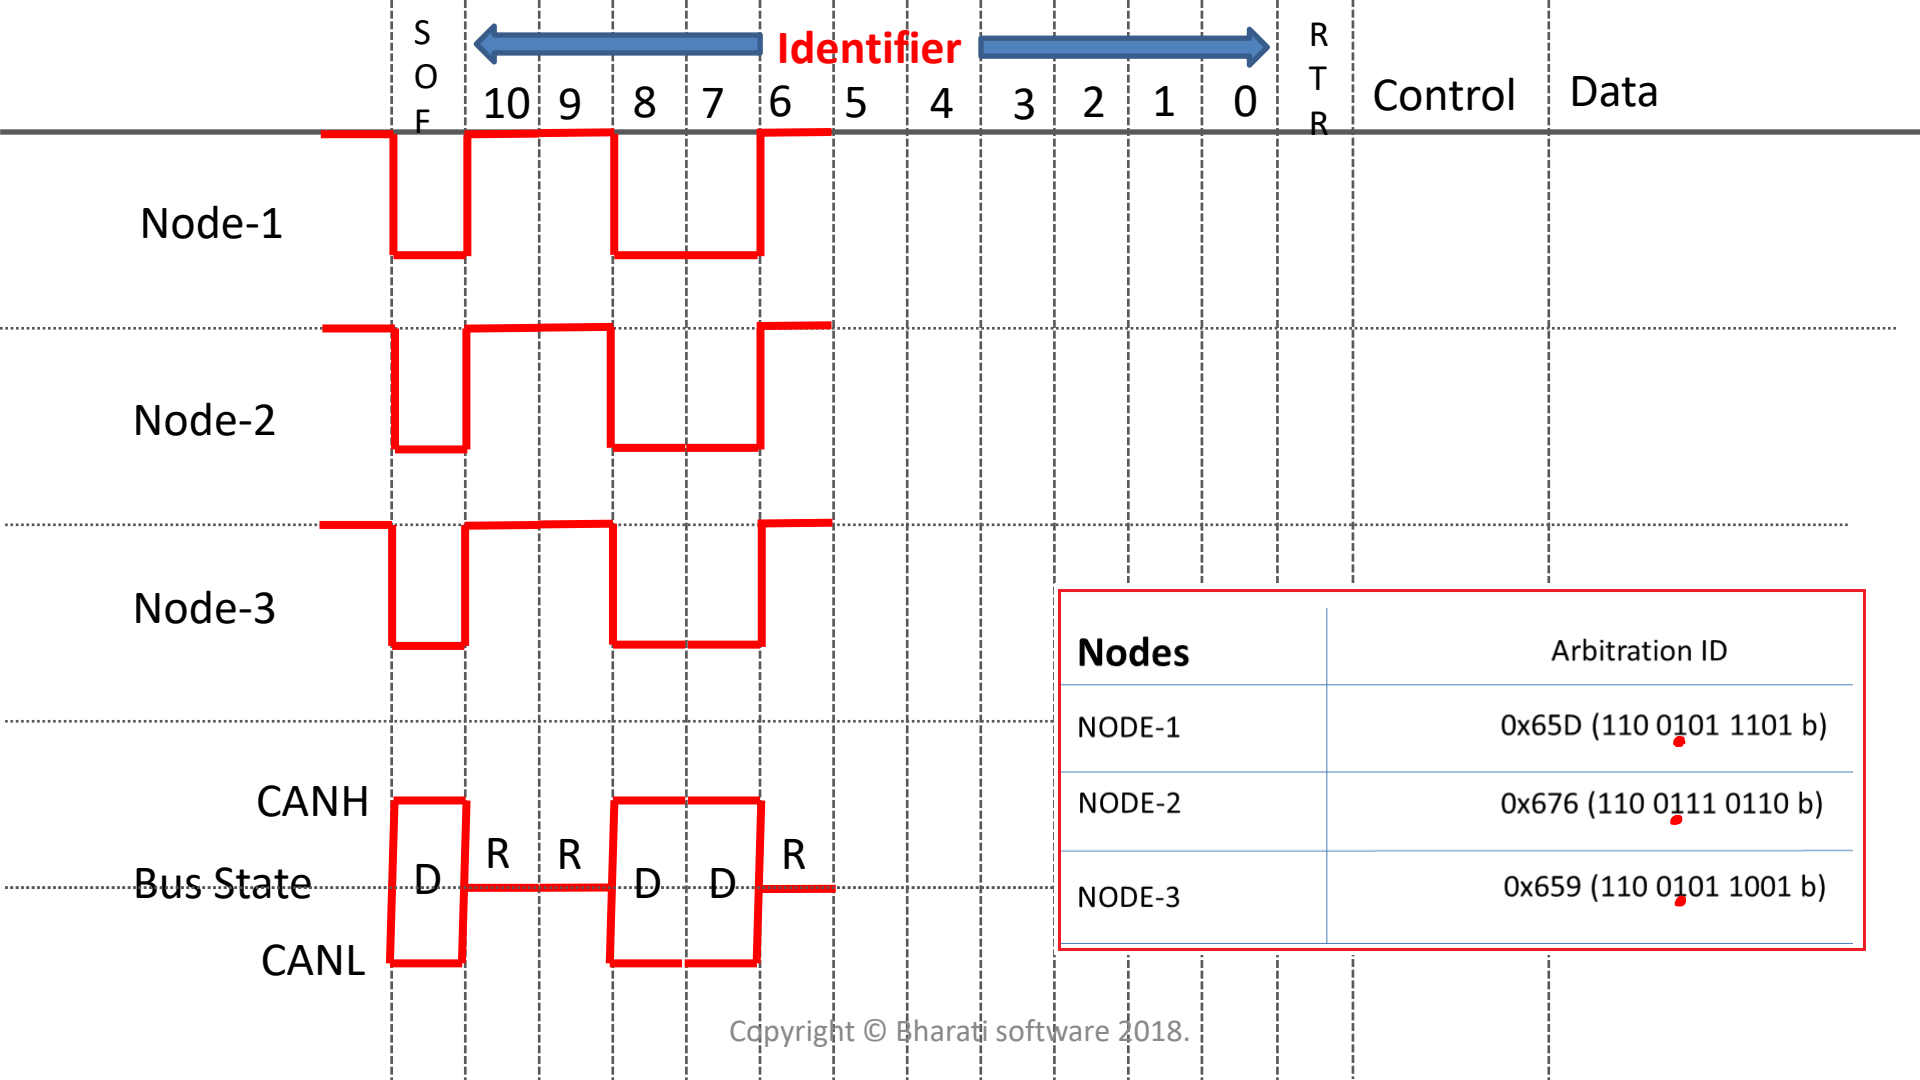 S
O
F
Identifier
R
T
R
10 9 8 7 6 5 4 3 2 1 0
Control
Data
Node-1
Node-2
Node-3
Nodes Arbitration ID
NODE-1 0x65D (110 0101 1101 b)
NODE-2 0x676 (110 0111 0110 b)
NODE-3 0x659 (110 0101 1001 b)
CANH
Bus State
D R R D D R
CANL
Copyright © Bharati software 2018.